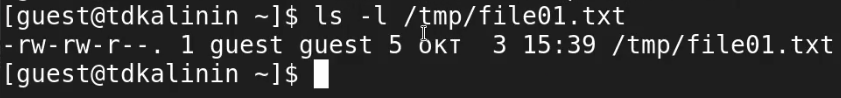 [guest@tdkalinin ~]$ ls -l /tmp/file01.txt
-rw-rw-r--. 1 guest guest 5 окт  3 15:39 /tmp/file01.txt
[guest@tdkalinin ~]$